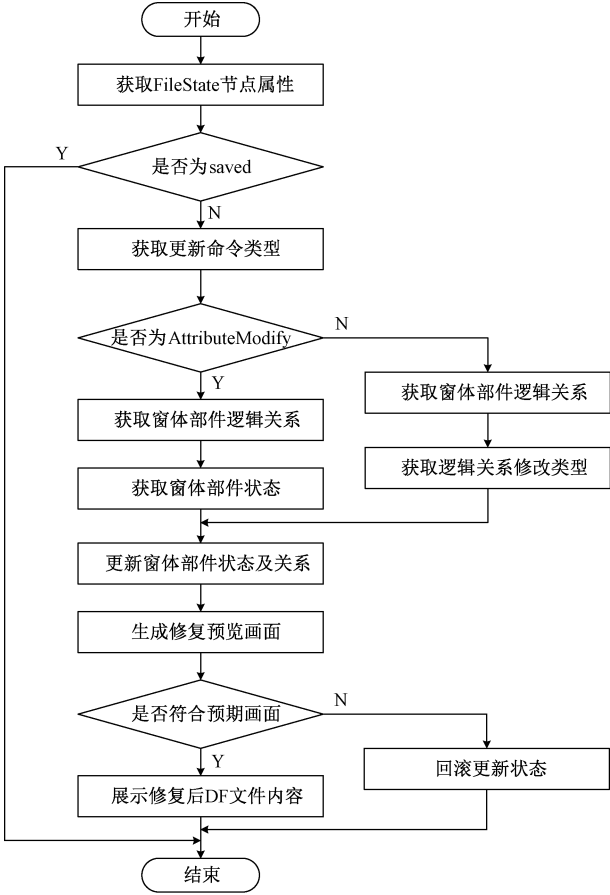 开始
获取FileState节点属性
Y
是否为saved
N
获取更新命令类型
是否为AttributeModify
N
Y
获取窗体部件逻辑关系
获取窗体部件逻辑关系
获取逻辑关系修改类型
获取窗体部件状态
更新窗体部件状态及关系
生成修复预览画面
是否符合预期画面
N
Y
回滚更新状态
展示修复后DF文件内容
结束